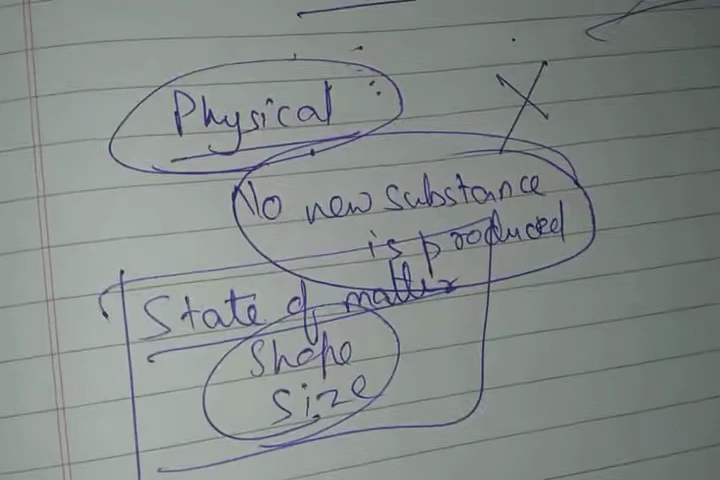 Physical :
No new substance
is produced
State of matter
Shape
Size